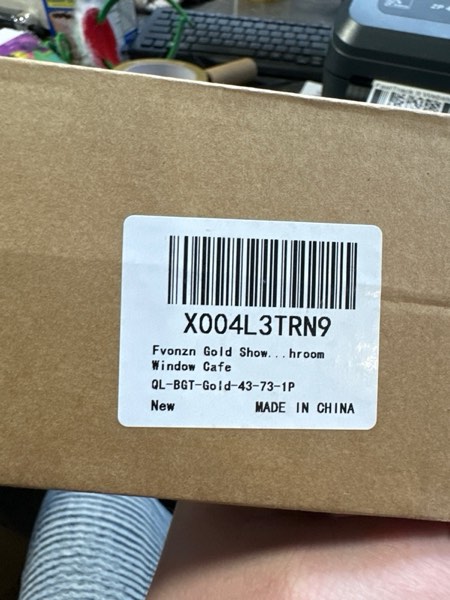 X004L3TRN9
Fvonzn Gold Show...hroom
Window Cafe
QL-BGT-Gold-43-73-1P
New MADE IN CHINA